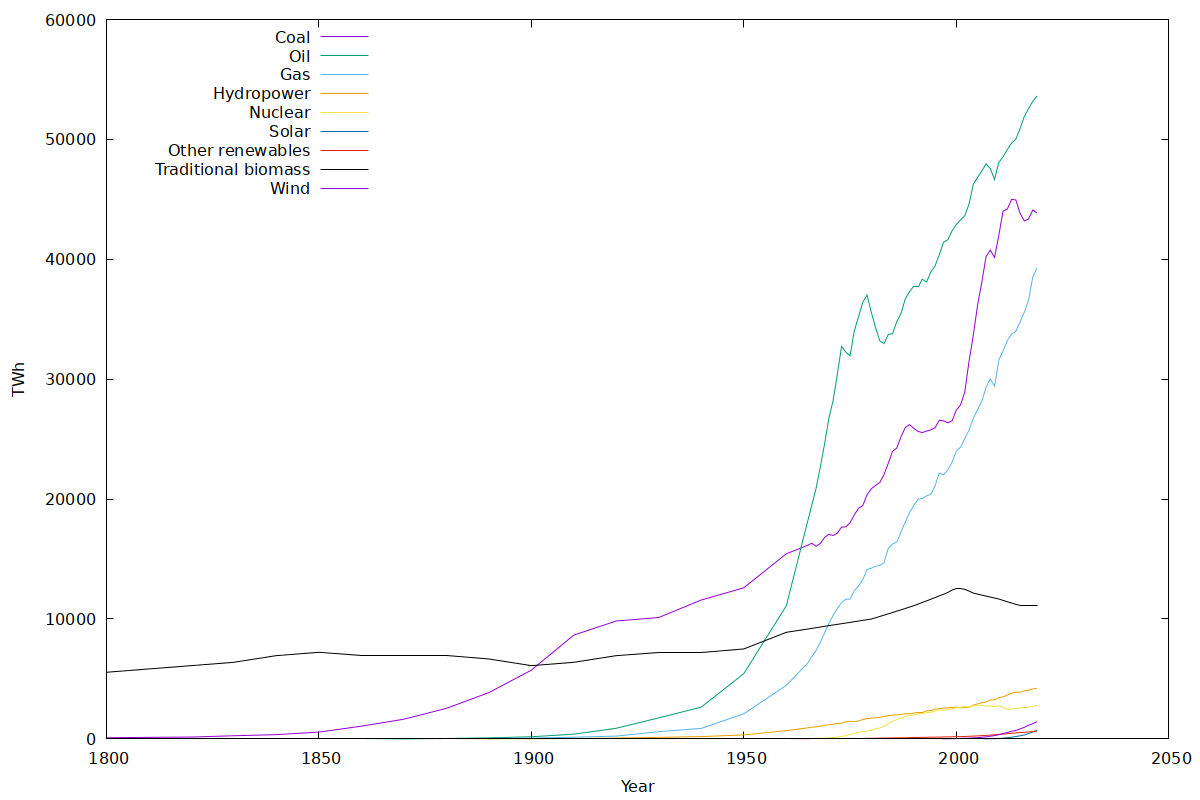 60000
50000
40000
30000
20000
10000
0
TWh
Coal
Oil
Gas
Hydropower
Nuclear
Solar
Other renewables
Traditional biomass
Wind
1800 1850 1900 1950 2000 2050
Year